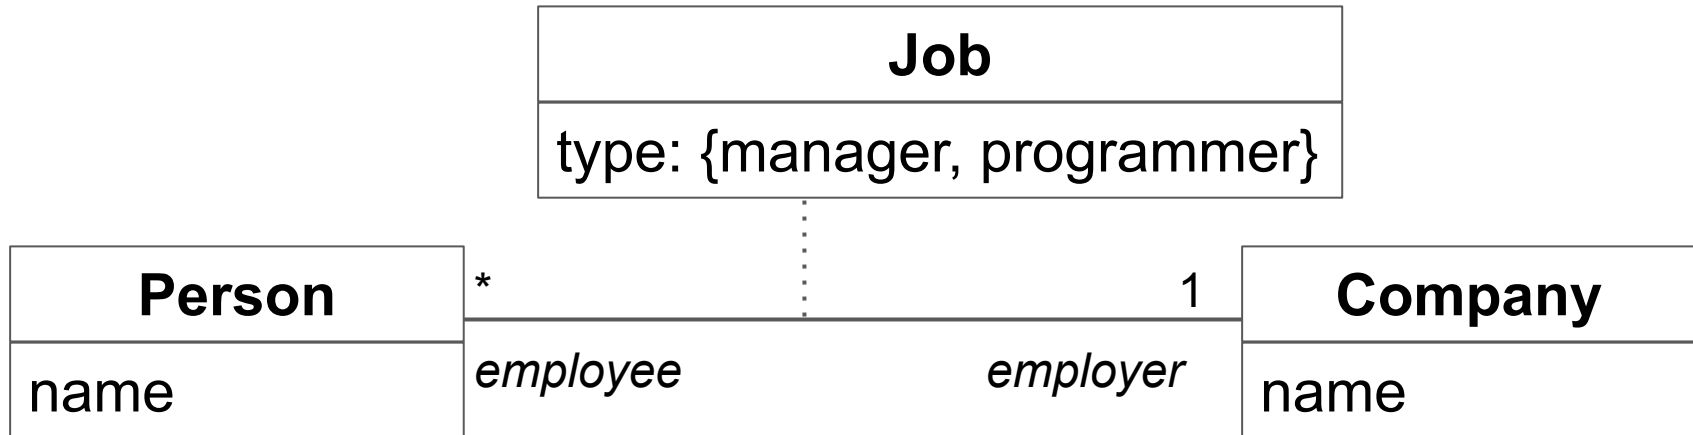 Job
type: {manager, programmer}
Person
*
1
Company
employee
employer
name
name